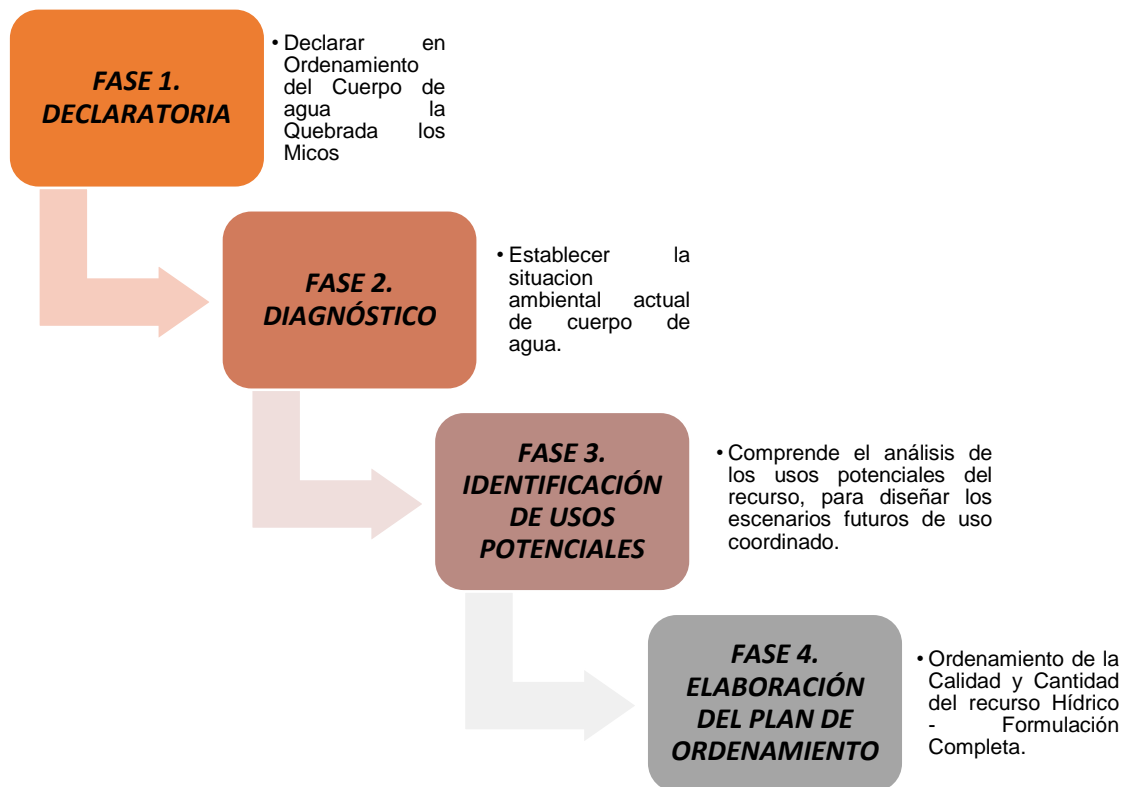 FASE 1.
DECLARATORIA
• Declarar en
Ordenamiento
del Cuerpo de
agua la
Quebrada los
Micos
FASE 2.
DIAGNÓSTICO
• Establecer la
situacion
ambiental actual
de cuerpo de
agua.
FASE 3.
IDENTIFICACIÓN
DE USOS
POTENCIALES
• Comprende el análisis de
los usos potenciales del
recurso, para diseñar los
escenarios futuros de uso
coordinado.
FASE 4.
ELABORACIÓN
DEL PLAN DE
ORDENAMIENTO
• Ordenamiento de la
Calidad y Cantidad
del recurso Hídrico
- Formulación
Completa.